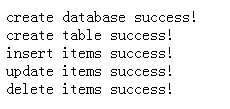 create database success!
create table success!
insert items success!
update items success!
delete items success!